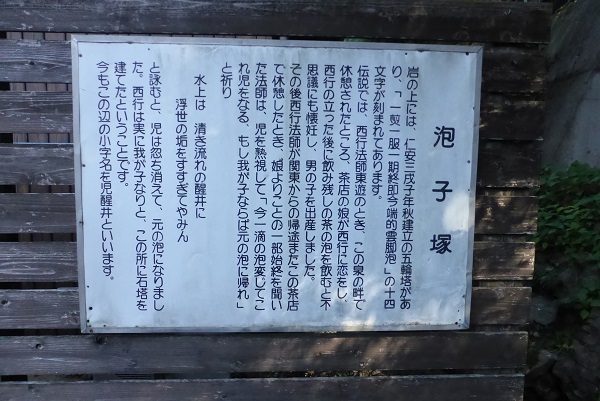 泡子塚
岩の上には、仁安三戊子年秋建立の五輪塔があ
り、「一煎一服一期終即今端的雲脚泡」の十四
文字が刻まれてあります。
伝説では、西行法師東遊のとき、この泉の畔で
休憩されたところ、茶店の娘が西行に恋をし、
西行の立った後に飲み残しの茶の泡を飲むと不
思議にも懐妊し、男の子を出産しました。
その後西行法師が関東からの帰途またこの茶店
で休憩したとき、娘よりことの一部始終を聞い
た法師は、児を熟視して「今一滴の泡変じてこ
れ児をなる、もし我が子ならば元の泡に帰れ」
と祈り
水上は 清き流れの醒井に
浮世の垢をすすぎてやみん
と詠むと、児は忽ち消えて、元の泡になりまし
た。西行は実に我が子なりと、この所に石塔を
建てたということです。
今もこの辺の小字名を児醒井といいます。